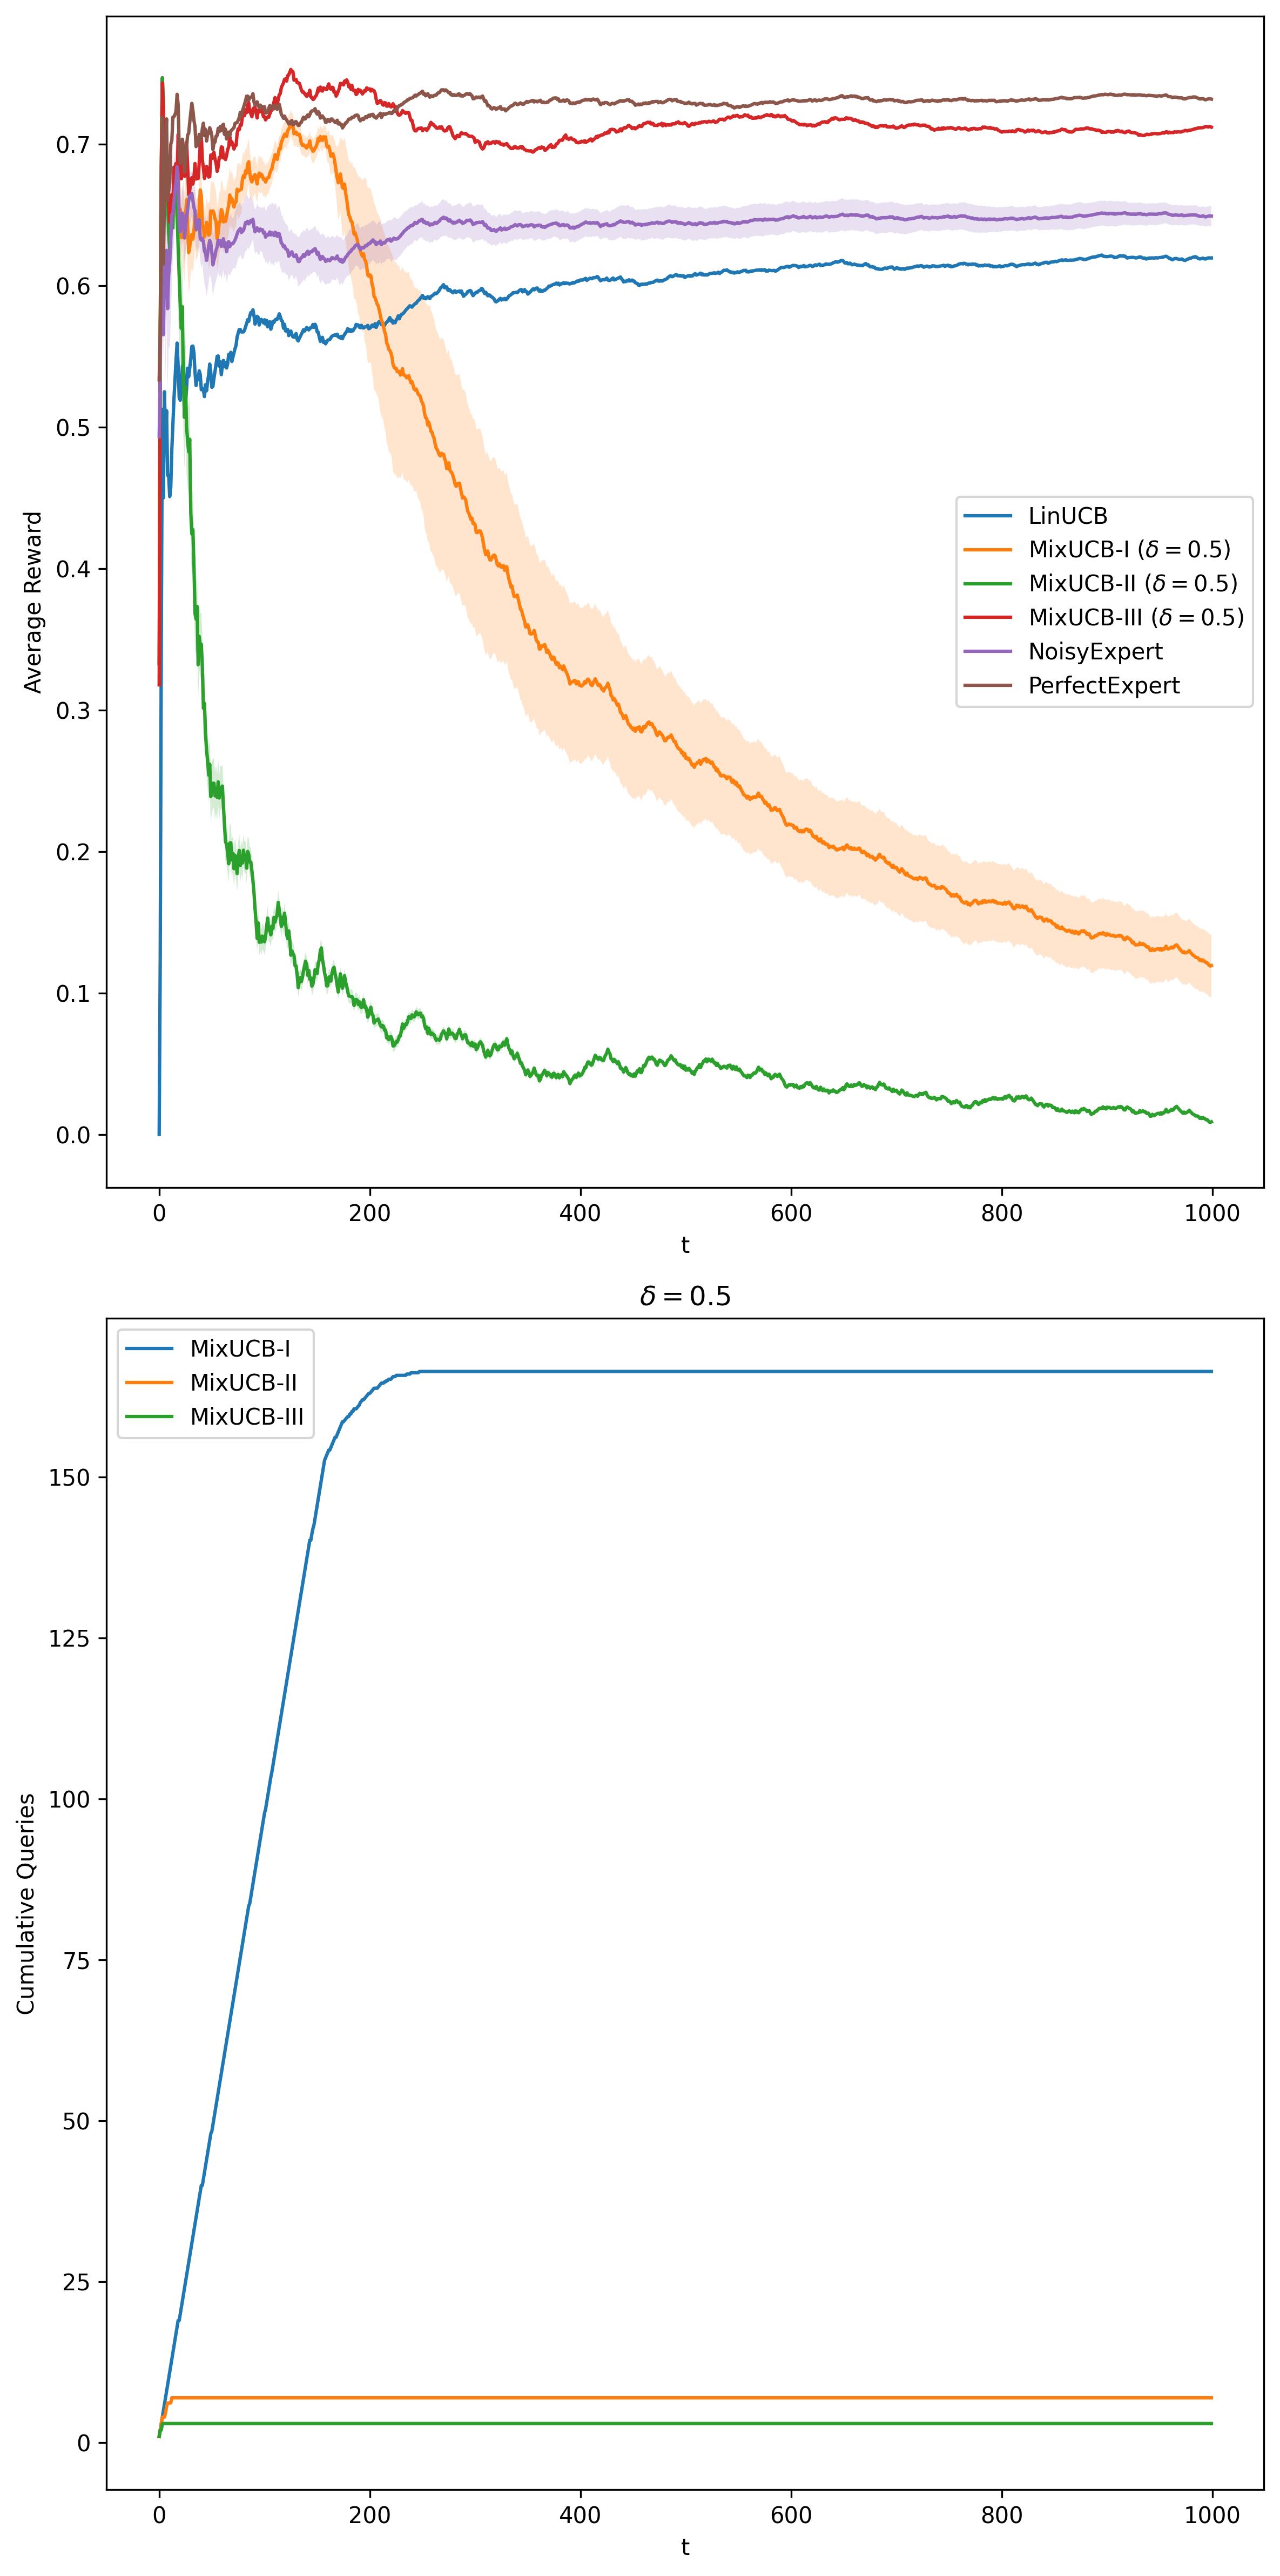 0.7
0.6
0.5
0.4
0.3
0.2
0.1
0.0
Average Reward
LinUCB
MixUCB-I (δ = 0.5)
MixUCB-II (δ = 0.5)
MixUCB-III (δ = 0.5)
NoisyExpert
PerfectExpert
0 200 400 600 800 1000
t
δ = 0.5
MixUCB-I
MixUCB-II
MixUCB-III
150
125
100
75
50
25
0
Cumulative Queries
0 200 400 600 800 1000
t